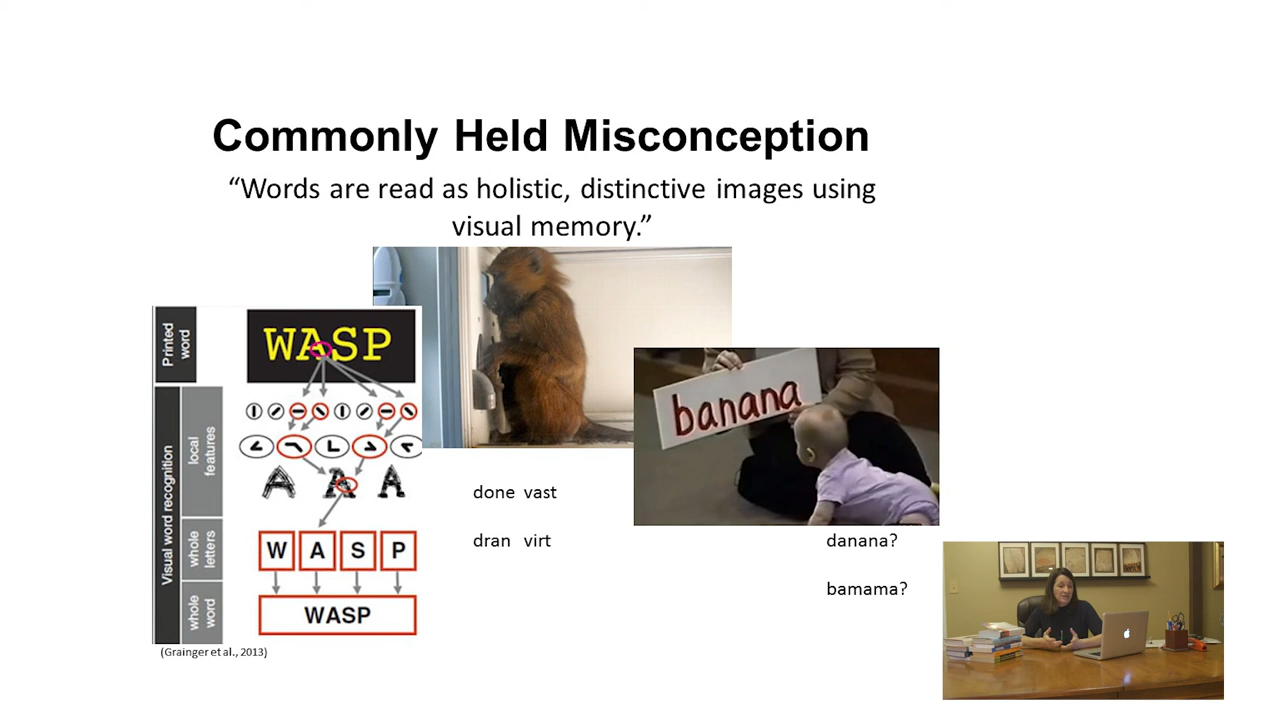 Commonly Held Misconception
“Words are read as holistic, distinctive images using
visual memory.”
Printed
word
WASP
Visual word recognition
local
features
A A A
whole
letters
W A S P
whole
word
WASP
(Grainger et al., 2013)
done vast
dran virt
banana
danana?
bamama?